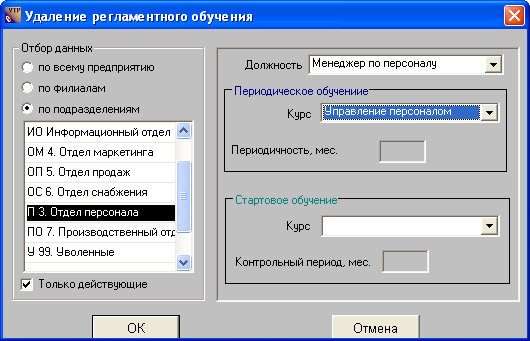 УТР
Удаление регламентного обучения
Отбор данных
по всему предприятию
по филиалам
по подразделениям
ИО Информационный отдел
ОМ 4. Отдел маркетинга
ОП 5. Отдел продаж
ОС 6. Отдел снабжения
П 3. Отдел персонала
ПО 7. Производственный отд
У 99. Уволенные
Только действующие
Должность Менеджер по персоналу
Периодическое обучениие
Курс Управление персоналом
Периодичность, мес.
Стартовое обучение
Курс
Контрольный период, мес.
ОК Отмена